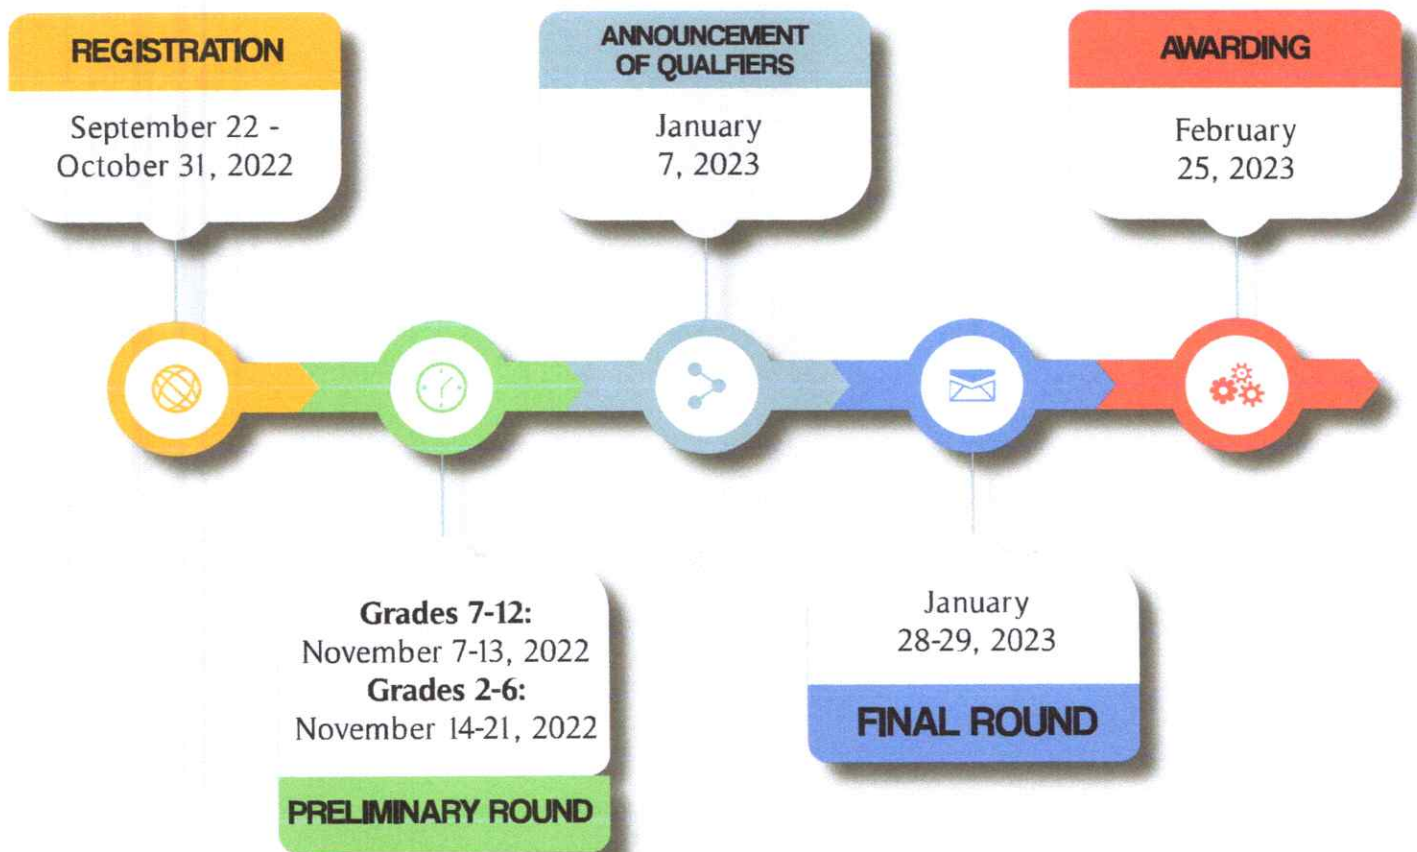 REGISTRATION
September 22 -
October 31, 2022
Grades 7-12:
November 7-13, 2022
Grades 2-6:
November 14-21, 2022
PRELIMINARY ROUND
ANNOUNCEMENT
OF QUALFIERS
January
7, 2023
January
28-29, 2023
FINAL ROUND
AWARDING
February
25, 2023